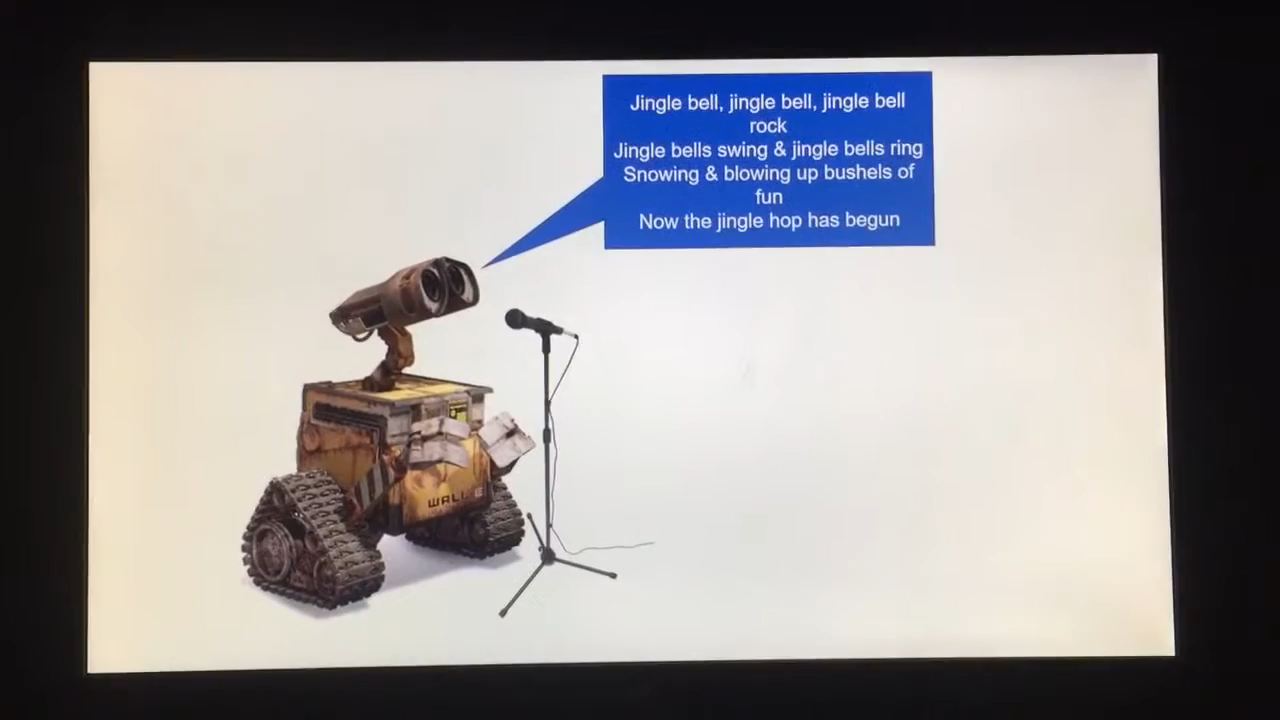 Jingle bell, jingle bell, jingle bell
rock
Jingle bells swing & jingle bells ring
Snowing & blowing up bushels of
fun
Now the jingle hop has begun
WALL·E